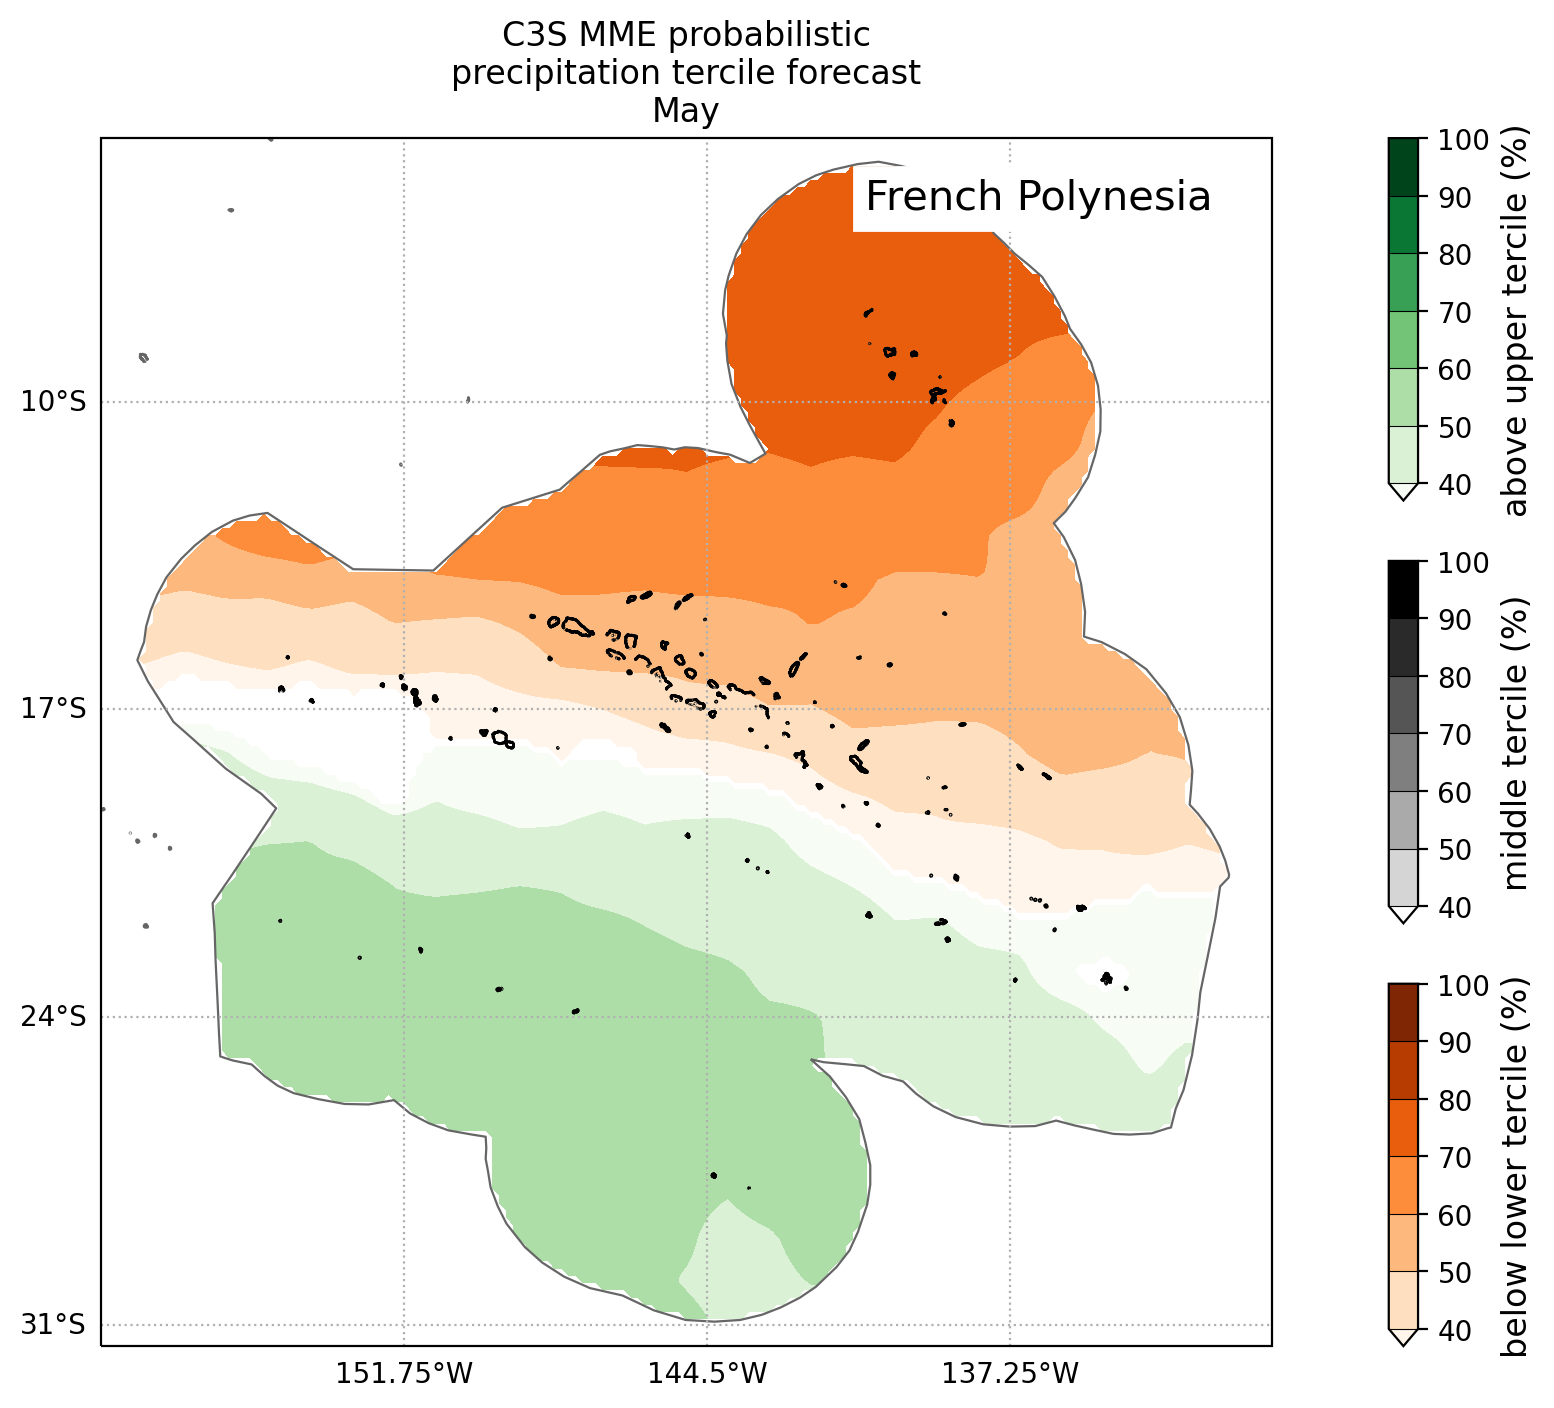 C3S MME probabilistic
precipitation tercile forecast
May
French Polynesia
10°S
17°S
24°S
31°S
151.75°W
144.5°W
137.25°W
100
90
80
70
60
50
40
above upper tercile (%)
100
90
80
70
60
50
40
middle tercile (%)
100
90
80
70
60
50
40
below lower tercile (%)